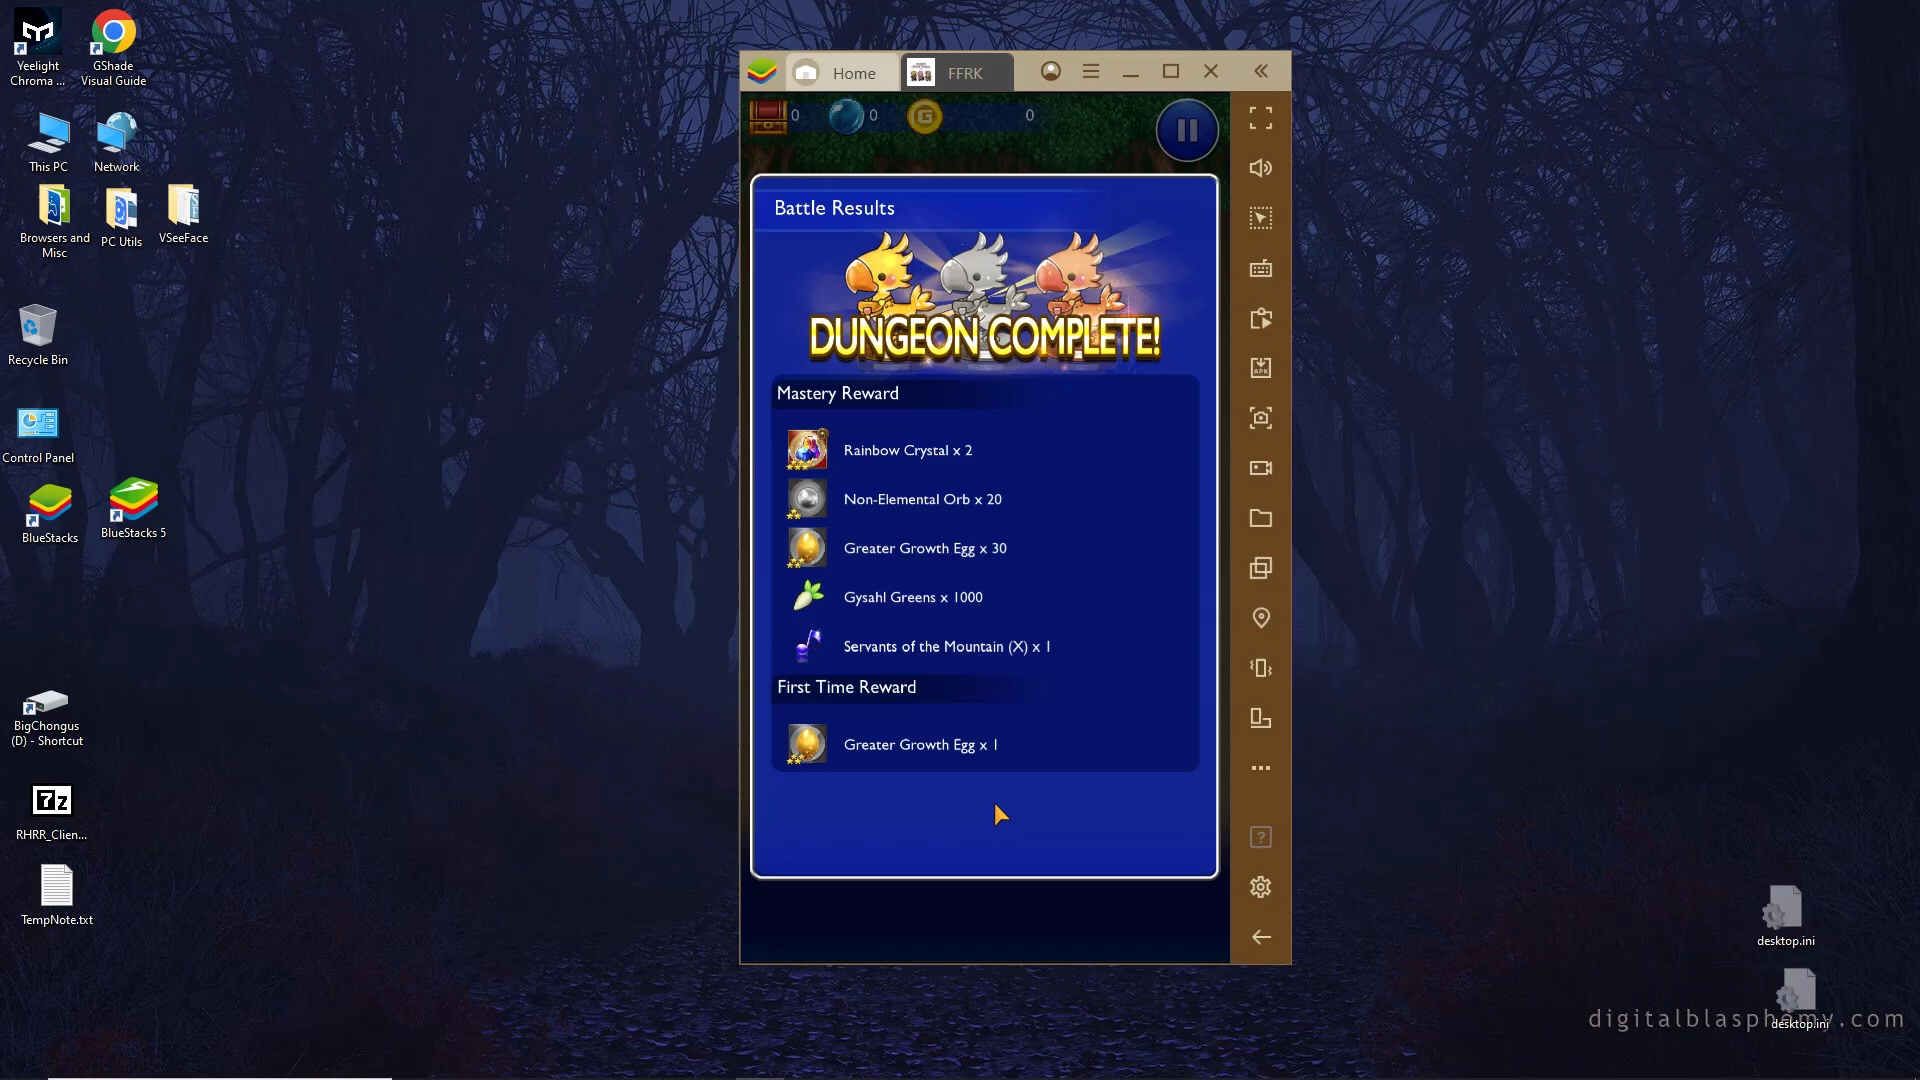 Yeelight
Chroma ...
GShade
Visual Guide
This PC
Network
Browsers and
Misc
PC Utils
VSeeFace
Recycle Bin
Control Panel
BlueStacks
BlueStacks 5
BigChongus
(D) - Shortcut
7z
RHRR_Clien...
TempNote.txt
Home
FFRK
0
0
G
0
Battle Results
DUNGEON COMPLETE!
Mastery Reward
Rainbow Crystal x 2
Non-Elemental Orb x 20
Greater Growth Egg x 30
Gysahl Greens x 1000
Servants of the Mountain (X) x 1
First Time Reward
Greater Growth Egg x 1
APK
?
desktop.ini
desktop.ini
digitalblasphemy.com